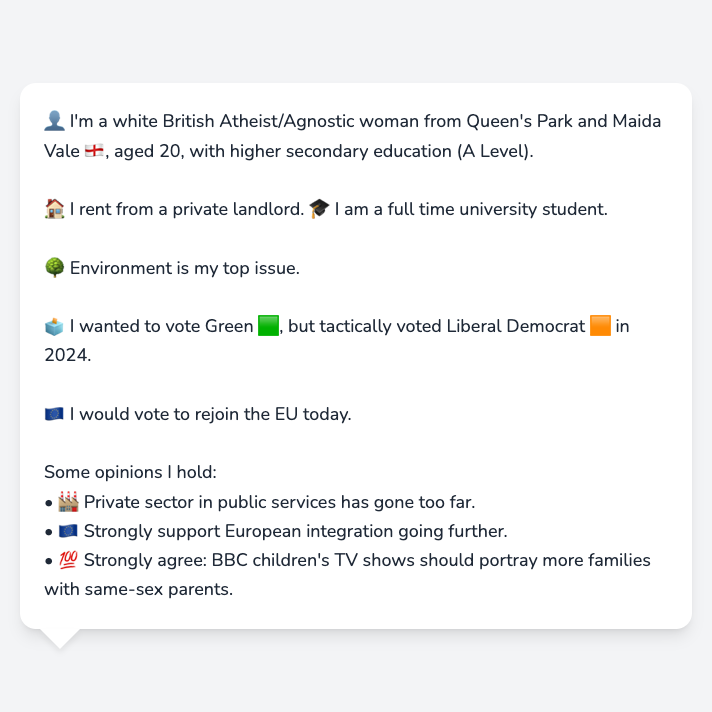 👤 I'm a white British Atheist/Agnostic woman from Queen's Park and Maida
Vale 🏴󠁧󠁢󠁥󠁮󠁧󠁿, aged 20, with higher secondary education (A Level).
🏠 I rent from a private landlord. 🎓 I am a full time university student.
🌳 Environment is my top issue.
🗳️ I wanted to vote Green 🟩, but tactically voted Liberal Democrat 🟧 in
2024.
🇪🇺 I would vote to rejoin the EU today.
Some opinions I hold:
• 🏭 Private sector in public services has gone too far.
• 🇪🇺 Strongly support European integration going further.
• 💯 Strongly agree: BBC children's TV shows should portray more families
with same-sex parents.